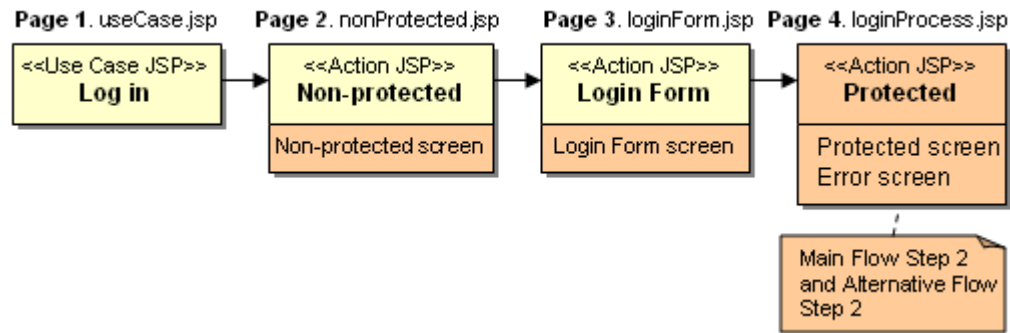 Page 1. useCase.jsp
Page 2. nonProtected.jsp
Page 3. loginForm.jsp
Page 4. loginProcess.jsp
<<Use Case JSP>>
Log in
<<Action JSP>>
Non-protected
Non-protected screen
<<Action JSP>>
Login Form
Login Form screen
<<Action JSP>>
Protected
Protected screen
Error screen
Main Flow Step 2
and Alternative Flow
Step 2